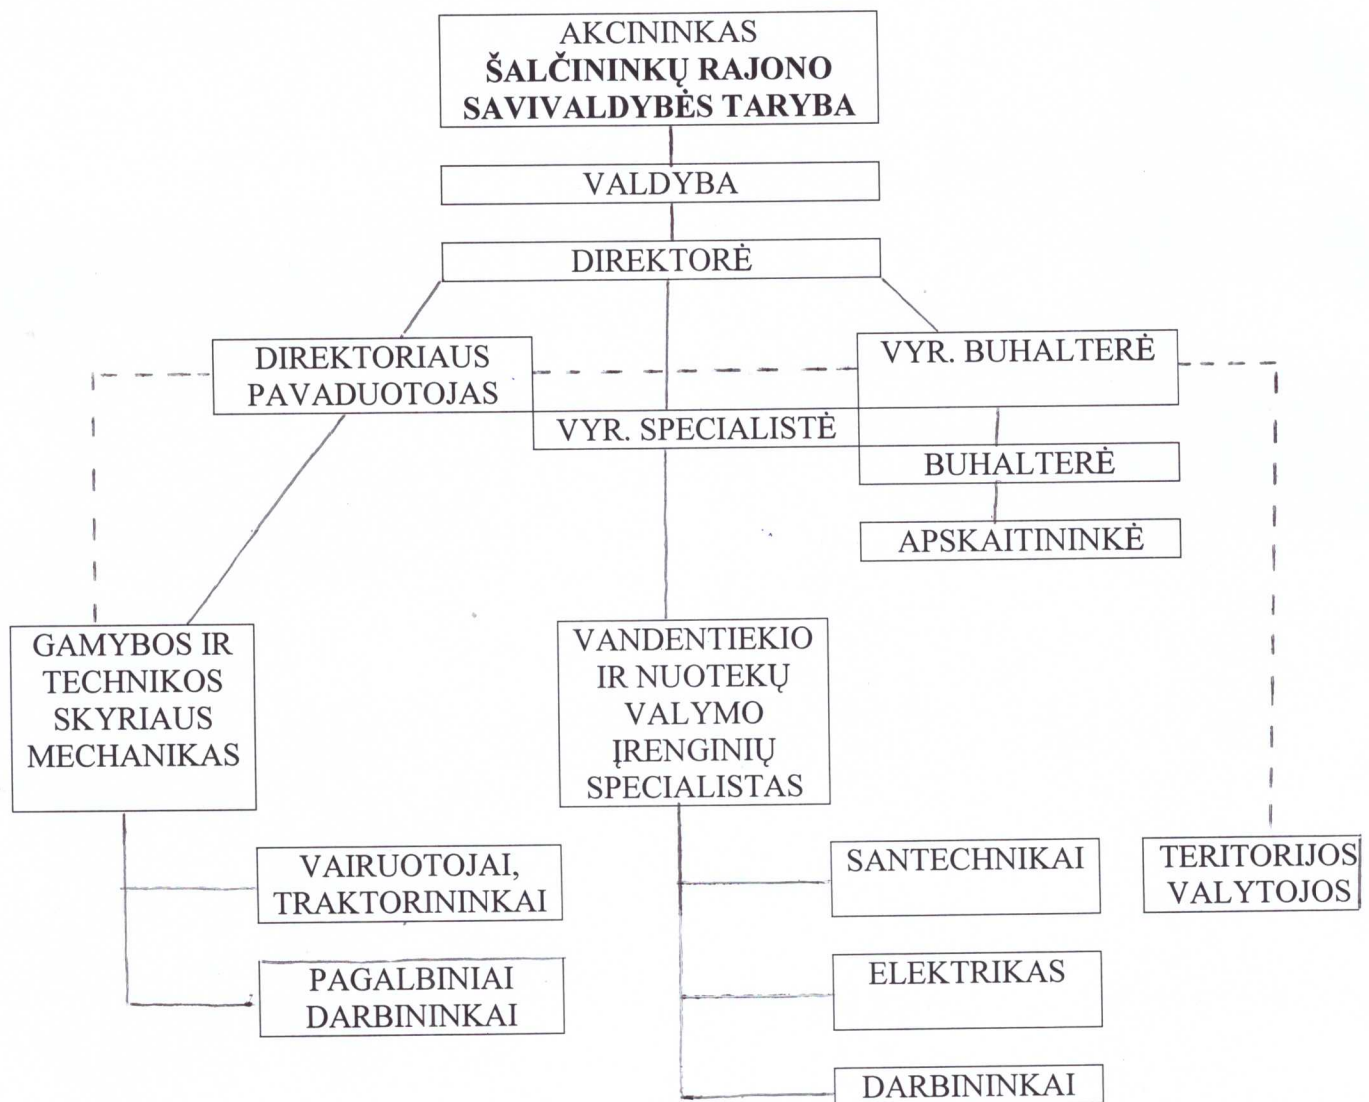 AKCININKAS
ŠALČININKŲ RAJONO
SAVIVALDYBĖS TARYBA
VALDYBA
DIREKTORĖ
DIREKTORIAUS
PAVADUOTOJAS
VYR. BUHALTERĖ
VYR. SPECIALISTĖ
BUHALTERĖ
APSKAITININKĖ
GAMYBOS IR
TECHNIKOS
SKYRIAUS
MECHANIKAS
VANDENTIEKIO
IR NUOTEKŲ
VALYMO
ĮRENGINIŲ
SPECIALISTAS
VAIRUOTOJAI,
TRAKTORININKAI
SANTECHNIKAI
TERITORIJOS
VALYTOJOS
PAGALBINIAI
DARBININKAI
ELEKTRIKAS
DARBININKAI